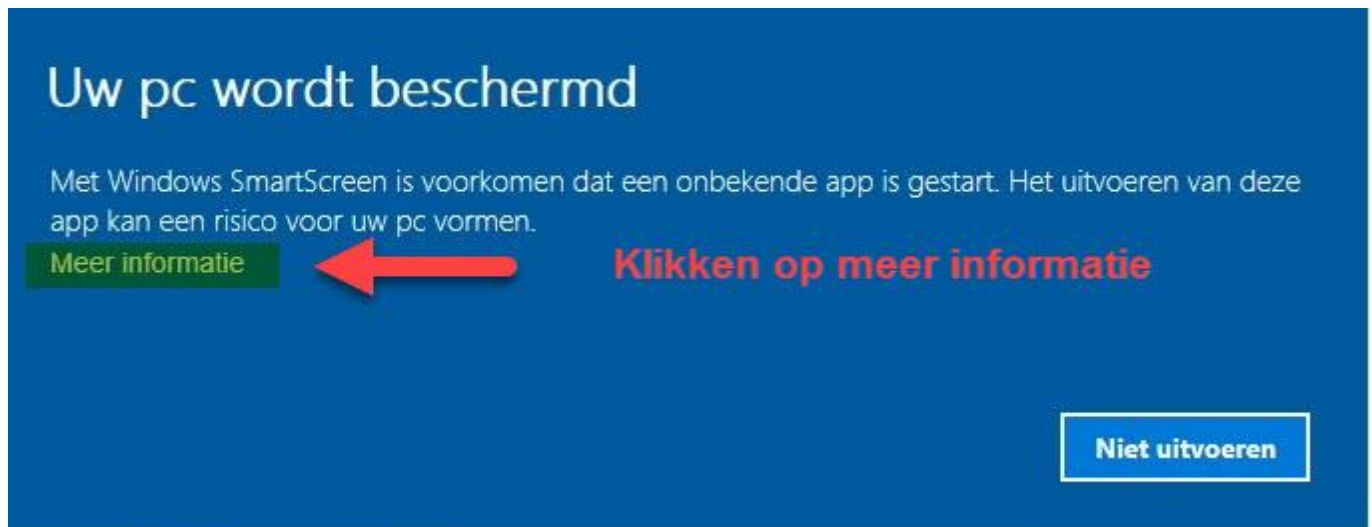 Uw pc wordt beschermd
Met Windows SmartScreen is voorkomen dat een onbekende app is gestart. Het uitvoeren van deze
app kan een risico voor uw pc vormen.
Meer informatie
Klikken op meer informatie
Niet uitvoeren